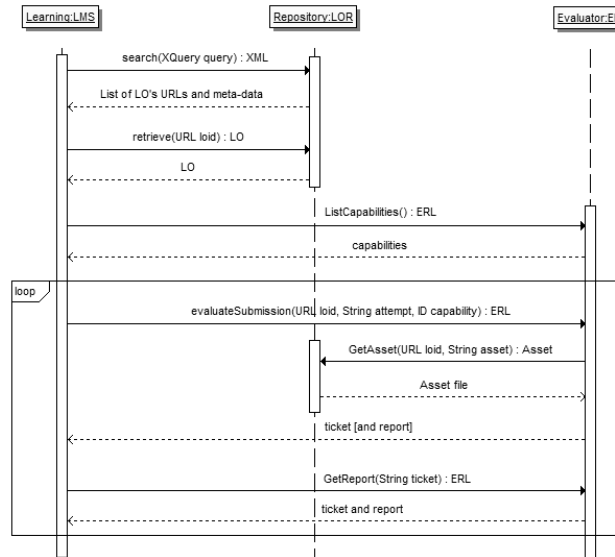 Learning:LMS
Repository:LOR
Evaluator:E
search(XQuery query) : XML
List of LO's URLs and meta-data
retrieve(URL loid) : LO
LO
ListCapabilities() : ERL
capabilities
loop
evaluateSubmission(URL loid, String attempt, ID capability) : ERL
GetAsset(URL loid, String asset) : Asset
Asset file
ticket [and report]
GetReport(String ticket) : ERL
ticket and report